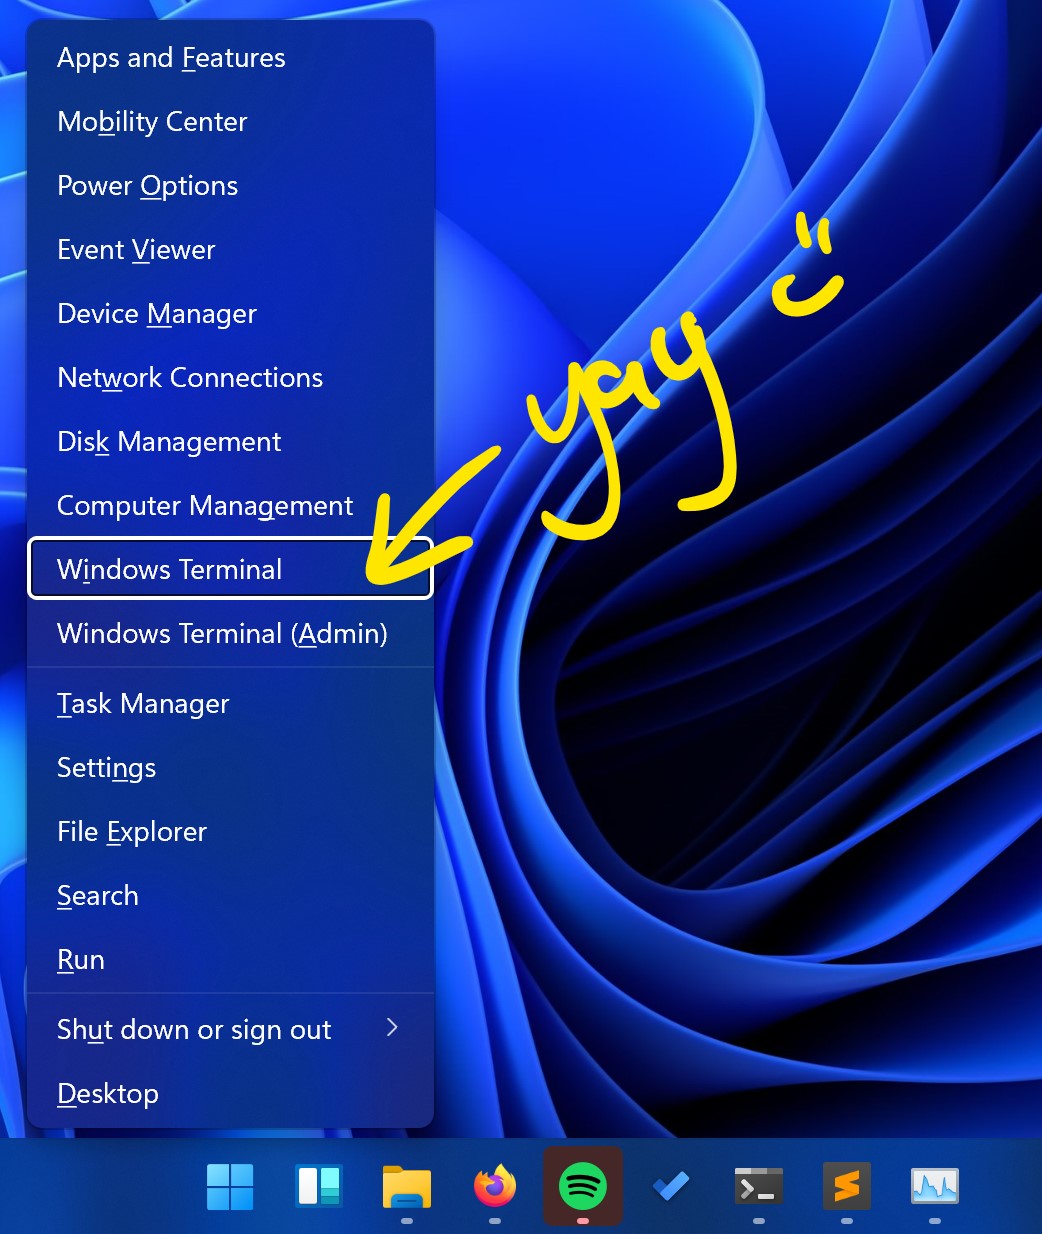 Apps and Features
Mobility Center
Power Options
Event Viewer
Device Manager
Network Connections
Disk Management
Computer Management
Windows Terminal
Windows Terminal (Admin)
Task Manager
Settings
File Explorer
Search
Run
Shut down or sign out
Desktop
yay